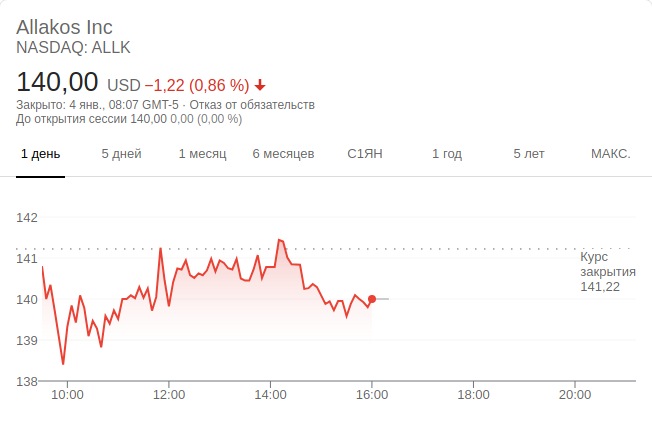 Allakos Inc
NASDAQ: ALLK
140,00 USD −1,22 (0,86 %)
Закрыто: 4 янв., 08:07 GMT-5 · Отказ от обязательств
До открытия сессии 140,00 0,00 (0,00 %)
1 день 5 дней 1 месяц 6 месяцев С1ЯН 1 год 5 лет МАКС.
142
141
Курс
закрытия
141,22
140
139
138
10:00 12:00 14:00 16:00 18:00 20:00